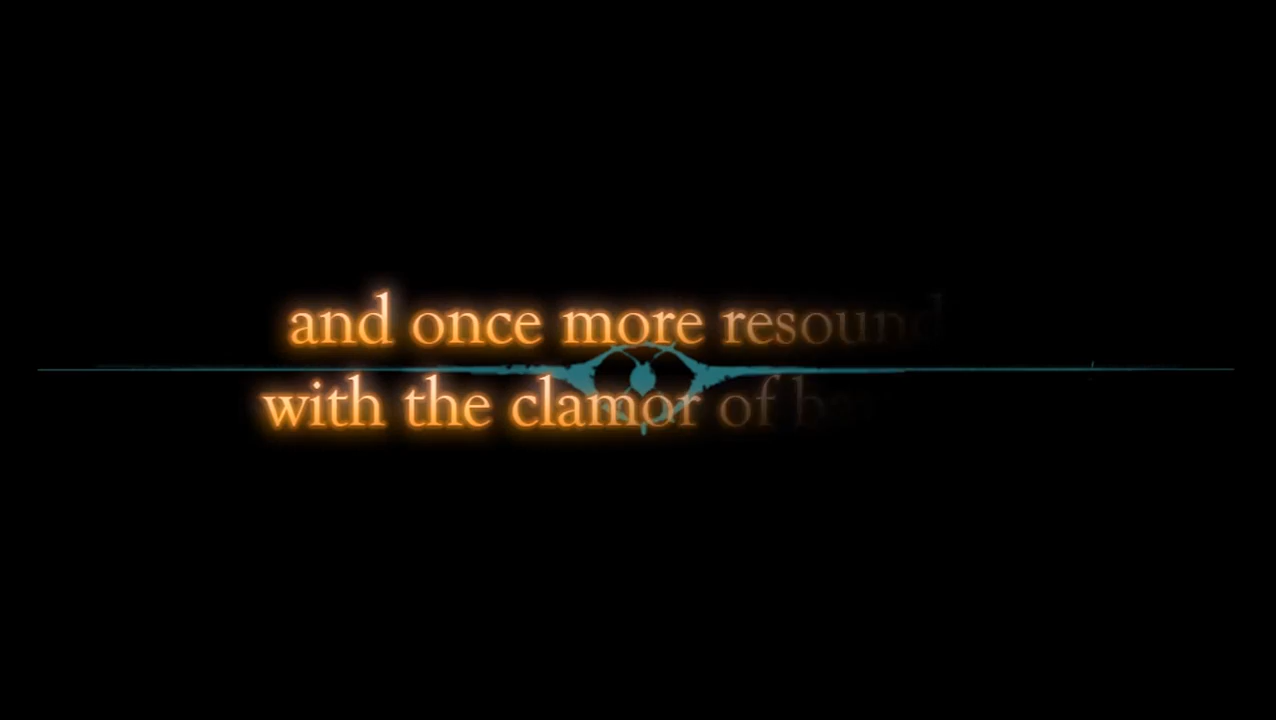 and once more resound
with the clamor of